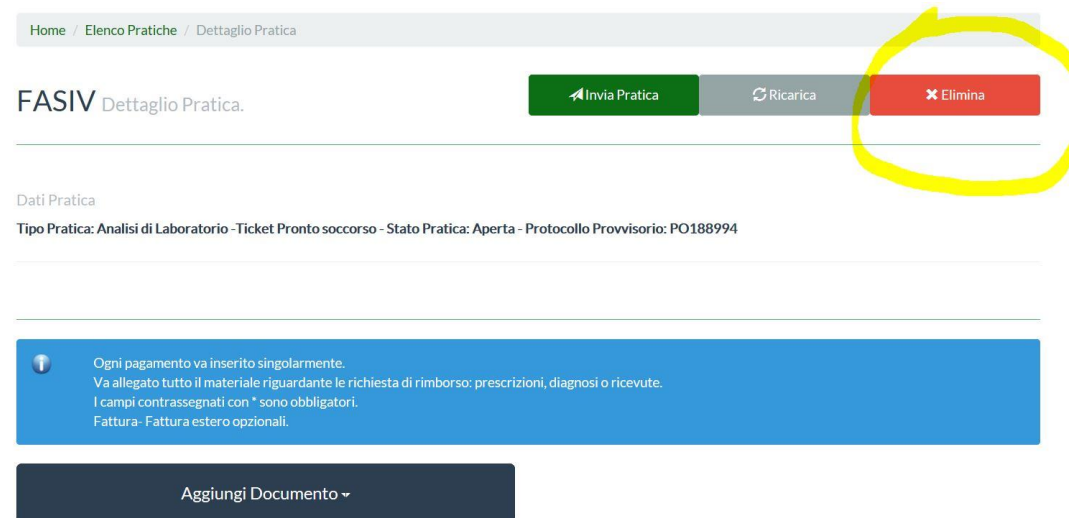 Home / Elenco Pratiche / Dettaglio Pratica
FASIV Dettaglio Pratica.
Invia Pratica
Ricarica
Elimina
Dati Pratica
Tipo Pratica: Analisi di Laboratorio -Ticket Pronto soccorso - Stato Pratica: Aperta - Protocollo Provvisorio: PO188994
Ogni pagamento va inserito singolarmente.
Va allegato tutto il materiale riguardante le richiesta di rimborso: prescrizioni, diagnosi o ricevute.
I campi contrassegnati con * sono obbligatori.
Fattura- Fattura estero opzionali.
Aggiungi Documento